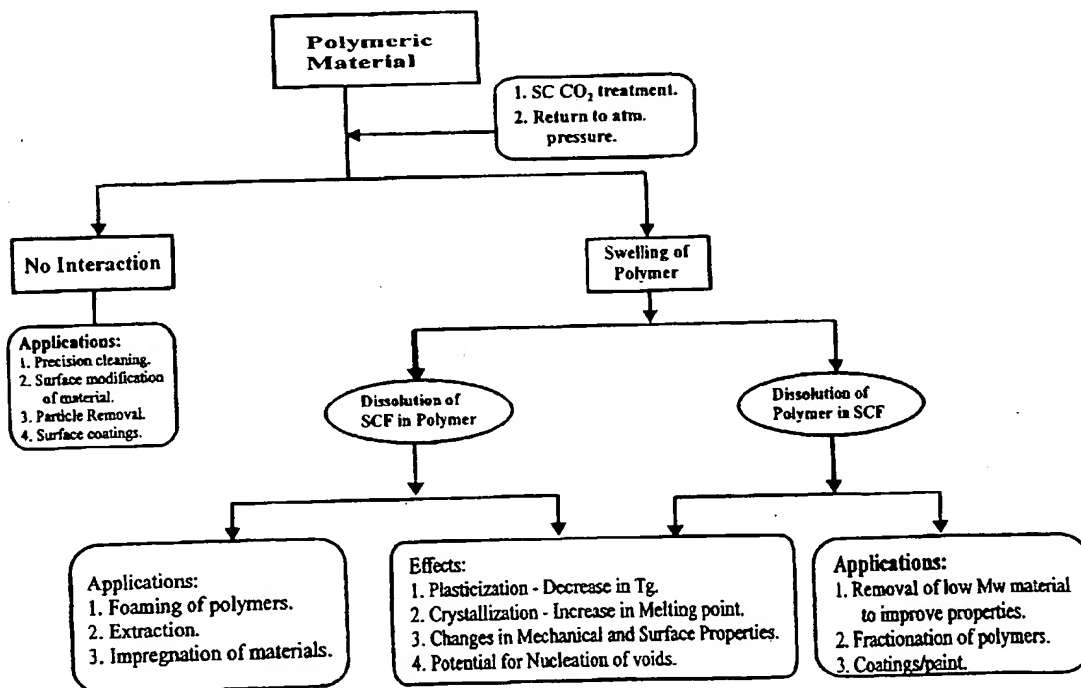 Polymeric
Material
1. SC CO₂ treatment.
2. Return to atm.
pressure.
No Interaction
Swelling of
Polymer
Applications:
1. Precision cleaning.
2. Surface modification
of material.
3. Particle Removal.
4. Surface coatings.
Dissolution of
SCF in Polymer
Dissolution of
Polymer in SCF
Applications:
1. Foaming of polymers.
2. Extraction.
3. Impregnation of materials.
Effects:
1. Plasticization - Decrease in Tg.
2. Crystallization - Increase in Melting point.
3. Changes in Mechanical and Surface Properties.
4. Potential for Nucleation of voids.
Applications:
1. Removal of low Mw material
to improve properties.
2. Fractionation of polymers.
3. Coatings/paint.